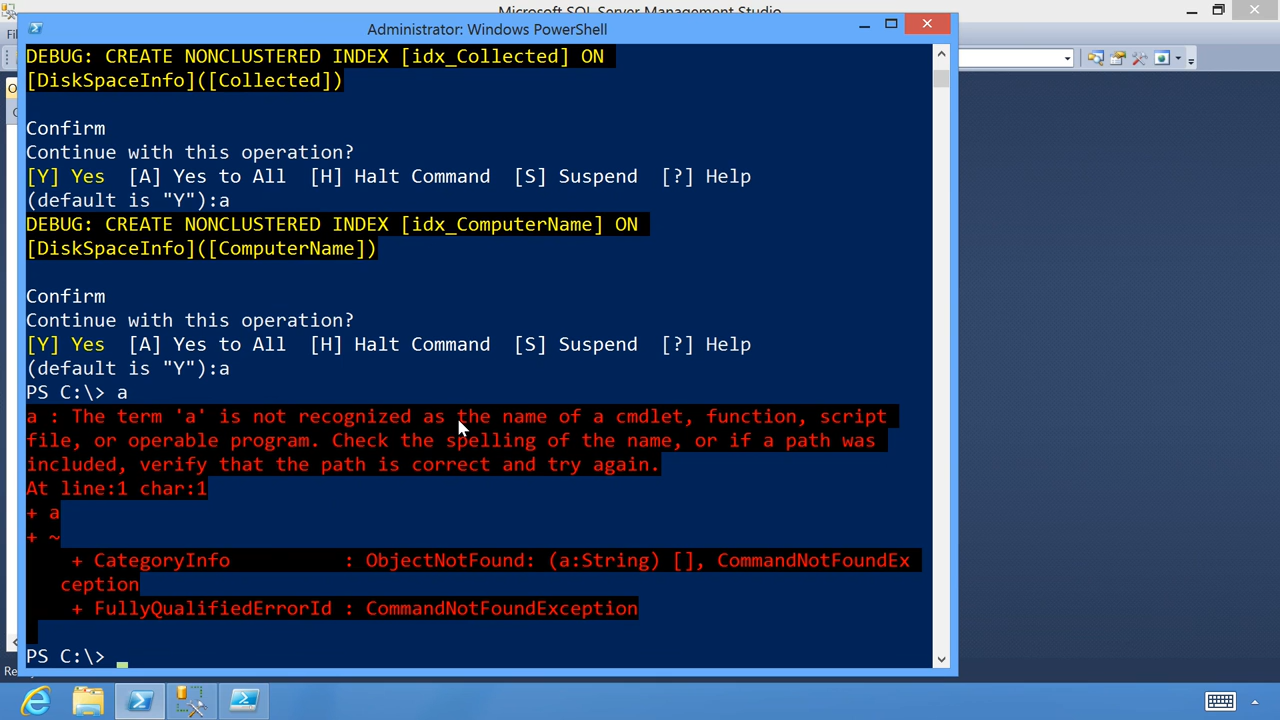 Microsoft SQL Server Management Studio
Administrator: Windows PowerShell
DEBUG: CREATE NONCLUSTERED INDEX [idx_Collected] ON
[DiskSpaceInfo]([Collected])
Confirm
Continue with this operation?
[Y] Yes  [A] Yes to All  [H] Halt Command  [S] Suspend  [?] Help
(default is "Y"):a
DEBUG: CREATE NONCLUSTERED INDEX [idx_ComputerName] ON
[DiskSpaceInfo]([ComputerName])
Confirm
Continue with this operation?
[Y] Yes  [A] Yes to All  [H] Halt Command  [S] Suspend  [?] Help
(default is "Y"):a
PS C:\> a
a : The term 'a' is not recognized as the name of a cmdlet, function, script
file, or operable program. Check the spelling of the name, or if a path was
included, verify that the path is correct and try again.
At line:1 char:1
+ a
+ ~
    + CategoryInfo          : ObjectNotFound: (a:String) [], CommandNotFoundEx
   ception
    + FullyQualifiedErrorId : CommandNotFoundException
PS C:\>